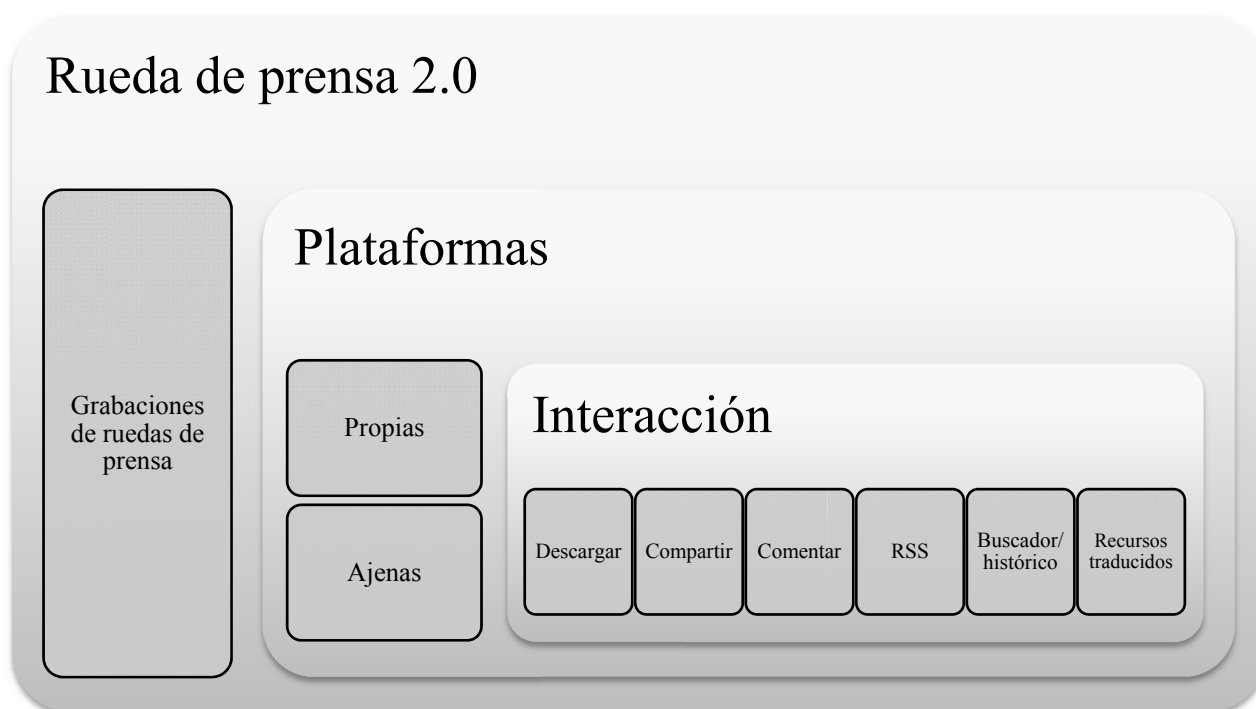 Rueda de prensa 2.0
Grabaciones
de ruedas de
prensa
Plataformas
Propias
Ajenas
Interacción
Descargar
Compartir
Comentar
RSS
Buscador/
histórico
Recursos
traducidos